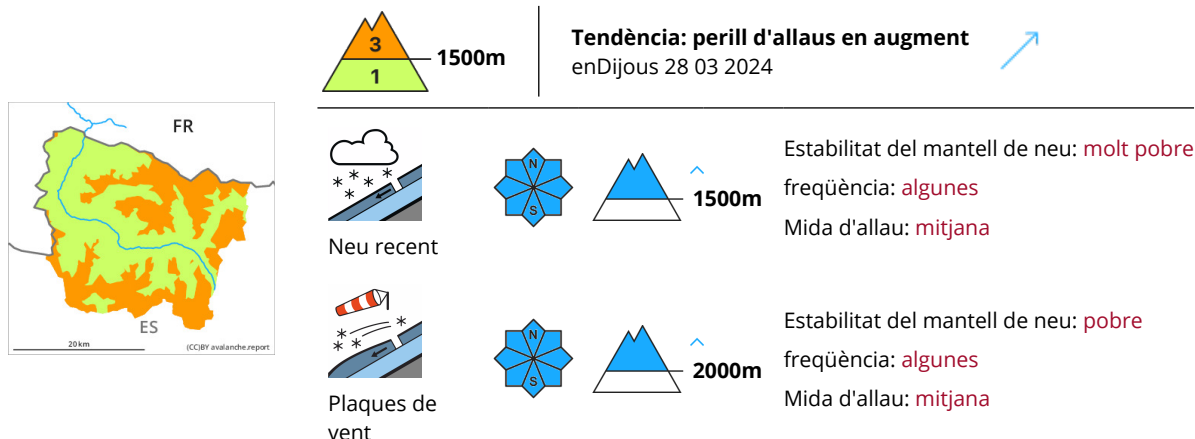 3
1
1500m
Tendència: perill d'allaus en augment
enDijous 28 03 2024
FR
ES
20 km
(CC)BY avalanche.report
N
S
1500m
Neu recent
Estabilitat del mantell de neu: molt pobre
freqüència: algunes
Mida d'allau: mitjana
N
S
2000m
Plaques de
vent
Estabilitat del mantell de neu: pobre
freqüència: algunes
Mida d'allau: mitjana